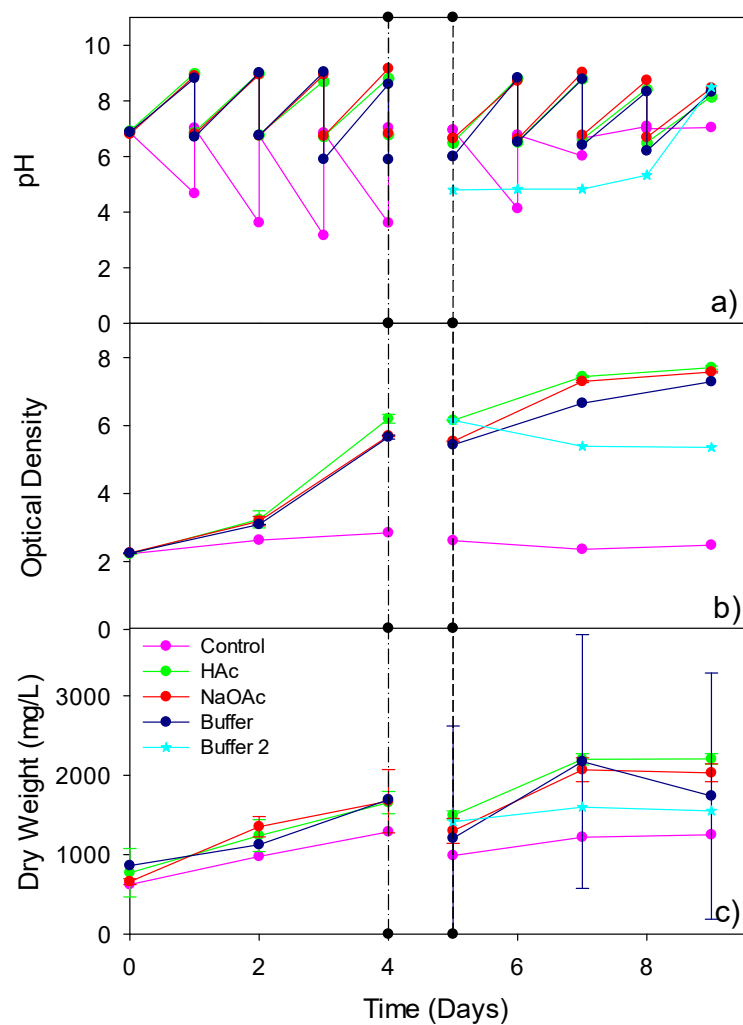 10
8
6
4
2
0
pH
a)
8
6
4
2
0
Optical Density
b)
Control
HAc
NaOAc
Buffer
Buffer 2
3000
2000
1000
0
Dry Weight (mg/L)
c)
0 2 4 6 8
Time (Days)